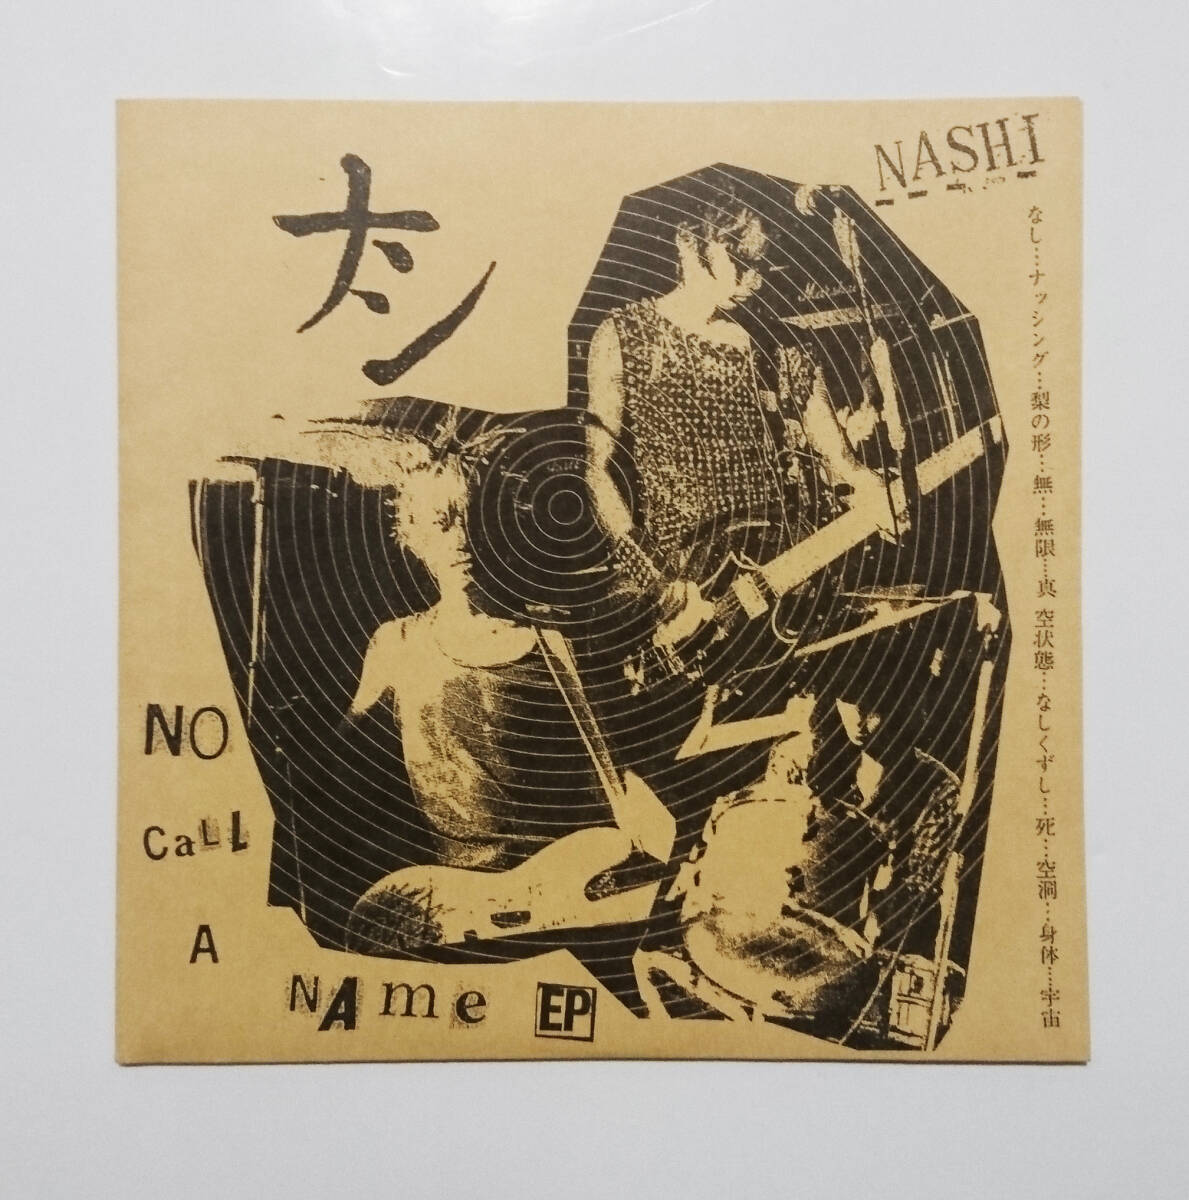 NASHI
ナシ
なし…ナッシング…梨の形…無…無限…真 空状態…なしくずし…死…空洞…身体…宇宙
Marshall
NO
CaLL
A
NAme EP